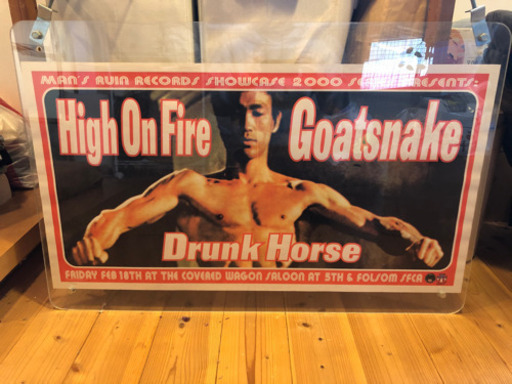 MAN'S RUIN RECORDS SHOWCASE 2000 PRESENTS:
High On Fire
Goatsnake
Drunk Horse
FRIDAY FEB 18TH AT THE COVERED WAGON SALOON AT 5TH & FOLSOM SFCA